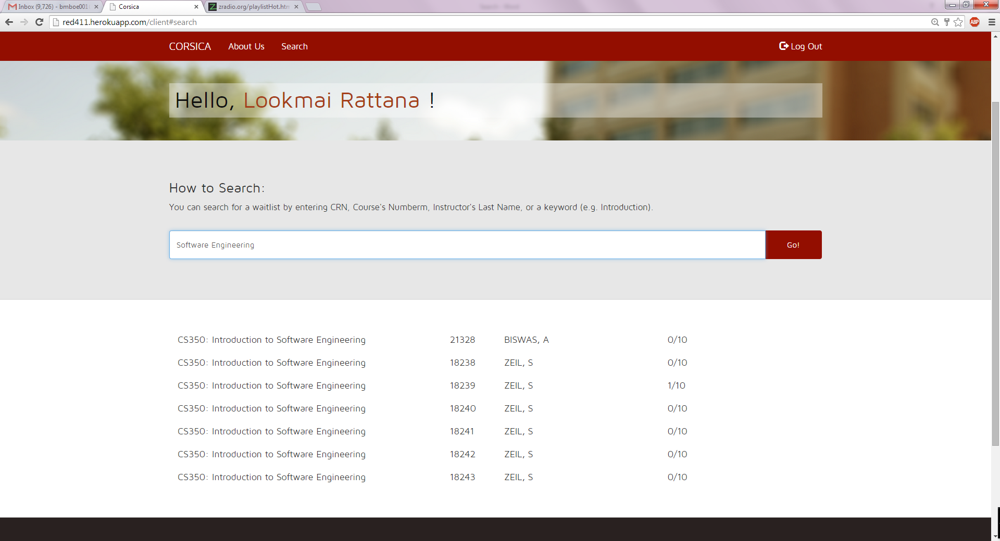 Inbox (9,726) - bmboe001
Corsica
zradio.org/playlistHot.htm
red411.herokuapp.com/client#search
ABP
CORSICA About Us Search Log Out
Hello, Lookmai Rattana !
How to Search:
You can search for a waitlist by entering CRN, Course's Numberm, Instructor's Last Name, or a keyword (e.g. Introduction).
Software Engineering Go!
CS350: Introduction to Software Engineering 21328 BISWAS, A 0/10
CS350: Introduction to Software Engineering 18238 ZEIL, S 0/10
CS350: Introduction to Software Engineering 18239 ZEIL, S 1/10
CS350: Introduction to Software Engineering 18240 ZEIL, S 0/10
CS350: Introduction to Software Engineering 18241 ZEIL, S 0/10
CS350: Introduction to Software Engineering 18242 ZEIL, S 0/10
CS350: Introduction to Software Engineering 18243 ZEIL, S 0/10